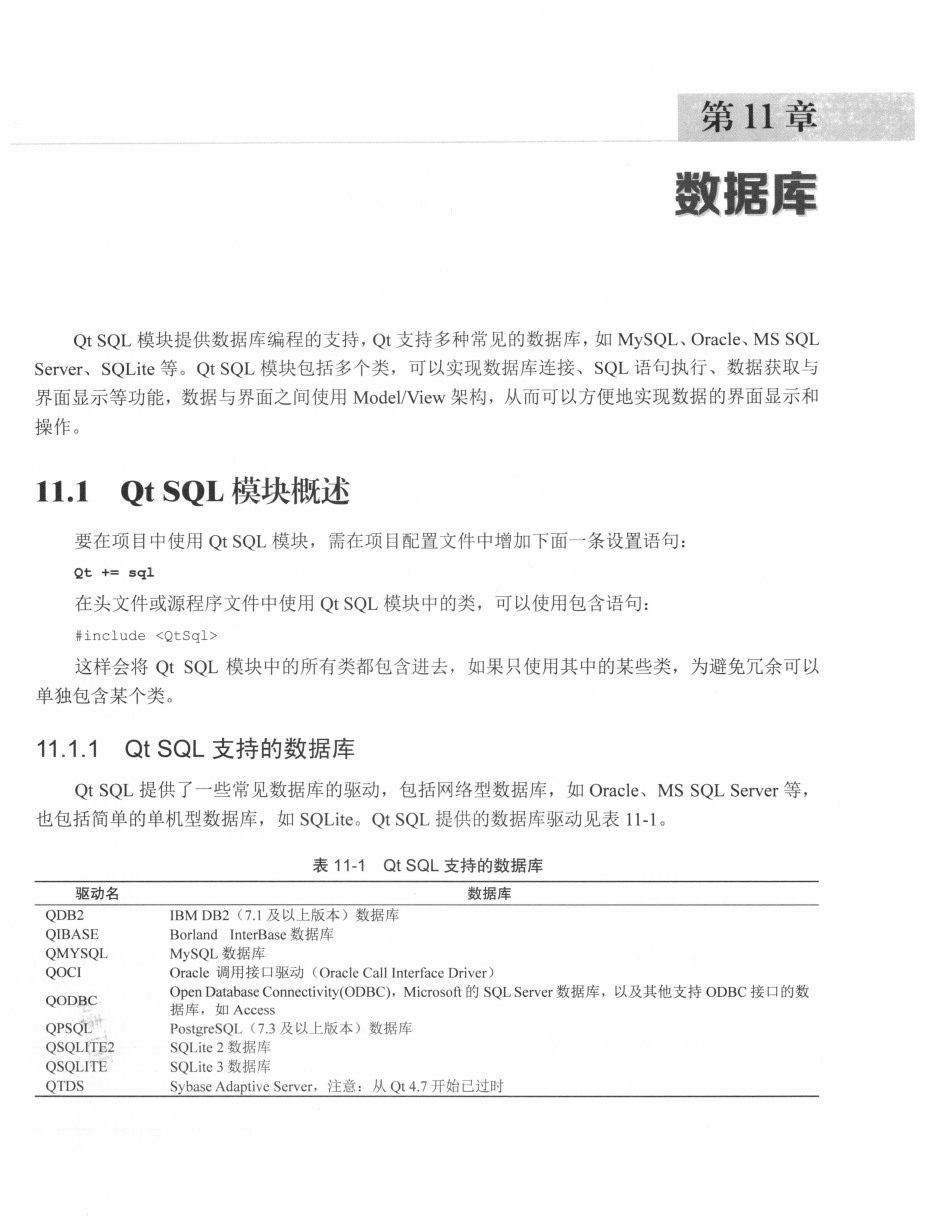 第 11 章
数据库
Qt SQL 模块提供数据库编程的支持，Qt 支持多种常见的数据库，如 MySQL、Oracle、MS SQL
Server、SQLite 等。Qt SQL 模块包括多个类，可以实现数据库连接、SQL 语句执行、数据获取与
界面显示等功能，数据与界面之间使用 Model/View 架构，从而可以方便地实现数据的界面显示和
操作。
11.1 Qt SQL 模块概述
要在项目中使用 Qt SQL 模块，需在项目配置文件中增加下面一条设置语句：
Qt += sql
在头文件或源程序文件中使用 Qt SQL 模块中的类，可以使用包含语句：
#include <QtSql>
这样会将 Qt SQL 模块中的所有类都包含进去，如果只使用其中的某些类，为避免冗余可以
单独包含某个类。
11.1.1 Qt SQL 支持的数据库
Qt SQL 提供了一些常见数据库的驱动，包括网络型数据库，如 Oracle、MS SQL Server 等，
也包括简单的单机型数据库，如 SQLite。Qt SQL 提供的数据库驱动见表 11-1。
表 11-1 Qt SQL 支持的数据库
驱动名 数据库
QDB2 IBM DB2（7.1 及以上版本）数据库
QIBASE Borland InterBase 数据库
QMYSQL MySQL 数据库
QOCI Oracle 调用接口驱动（Oracle Call Interface Driver）
QODBC Open Database Connectivity(ODBC)，Microsoft 的 SQL Server 数据库，以及其他支持 ODBC 接口的数
据库，如 Access
QPSQL PostgreSQL（7.3 及以上版本）数据库
QSQLITE2 SQLite 2 数据库
QSQLITE SQLite 3 数据库
QTDS Sybase Adaptive Server，注意：从 Qt 4.7 开始已过时